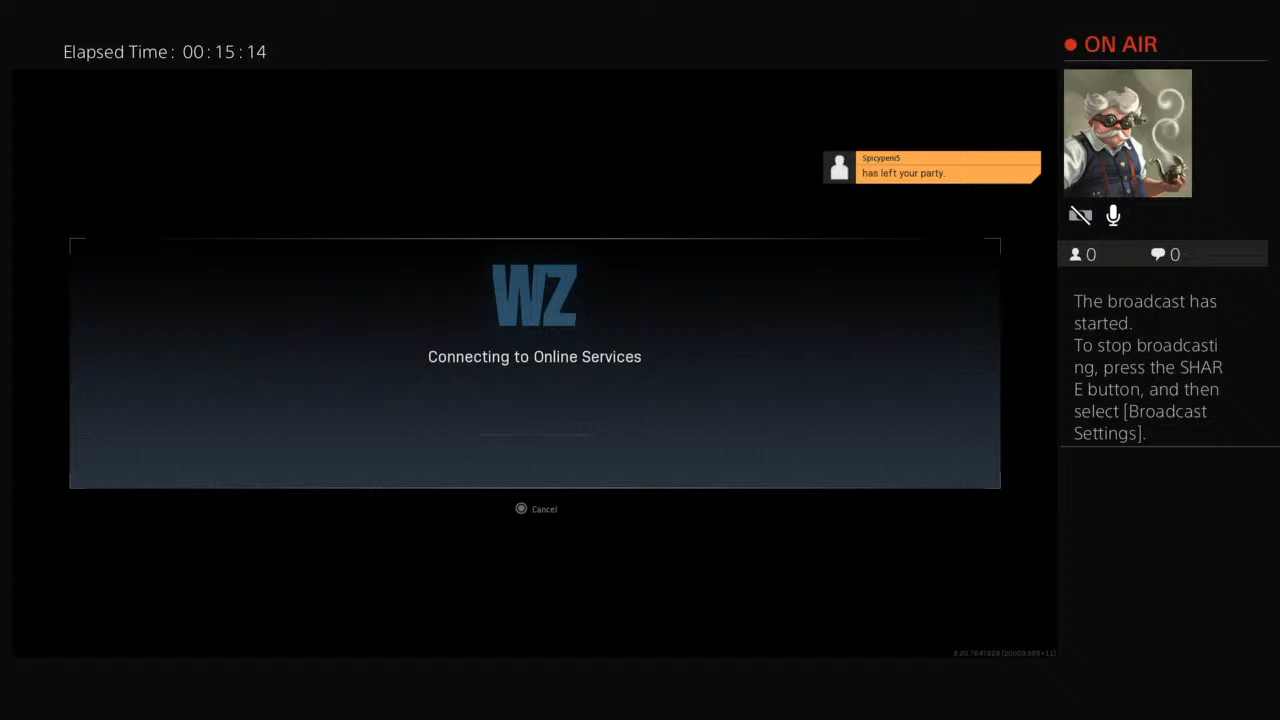 Elapsed Time: 00:15:14
ON AIR
Spicypeni5
has left your party.
WZ
Connecting to Online Services
Cancel
0
0
The broadcast has
started.
To stop broadcasti
ng, press the SHAR
E button, and then
select [Broadcast
Settings].